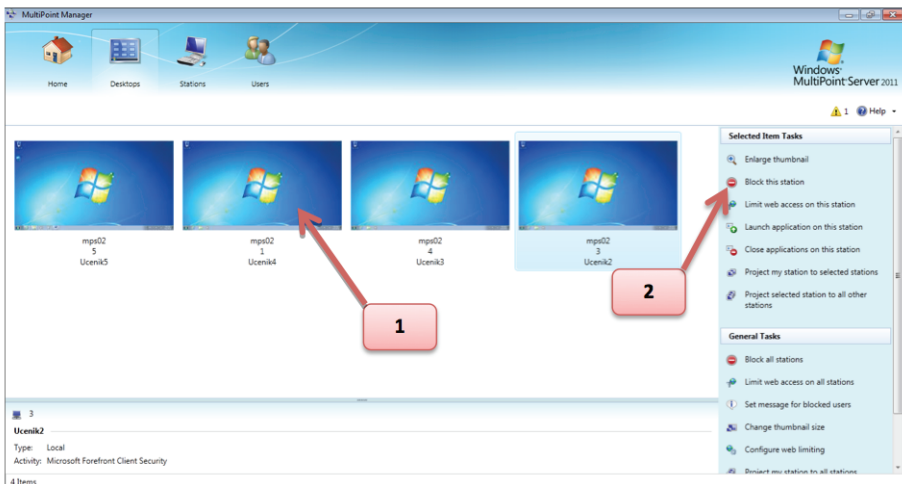 MultiPoint Manager
Home
Desktops
Stations
Users
Windows®
MultiPoint Server 2011
1
Help
mps02
5
Ucenik5
mps02
1
Ucenik4
mps02
4
Ucenik3
mps02
3
Ucenik2
1
2
Selected Item Tasks
Enlarge thumbnail
Block this station
Limit web access on this station
Launch application on this station
Close applications on this station
Project my station to selected stations
Project selected station to all other
stations
General Tasks
Block all stations
Limit web access on all stations
Set message for blocked users
Change thumbnail size
Configure web limiting
Project my station to all stations
3
Ucenik2
Type: Local
Activity: Microsoft Forefront Client Security
4 Items